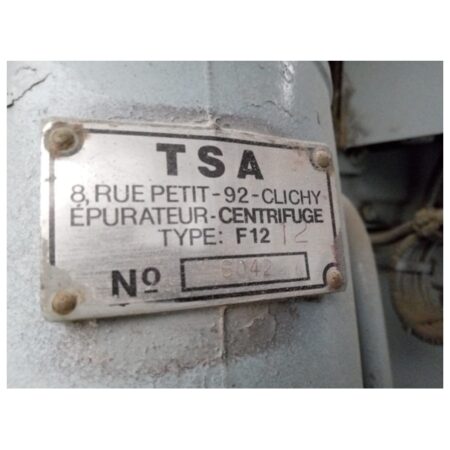 TSA
8, RUE PETIT-92-CLICHY
ÉPURATEUR-CENTRIFUGE
TYPE: F12 12
Nº 6042